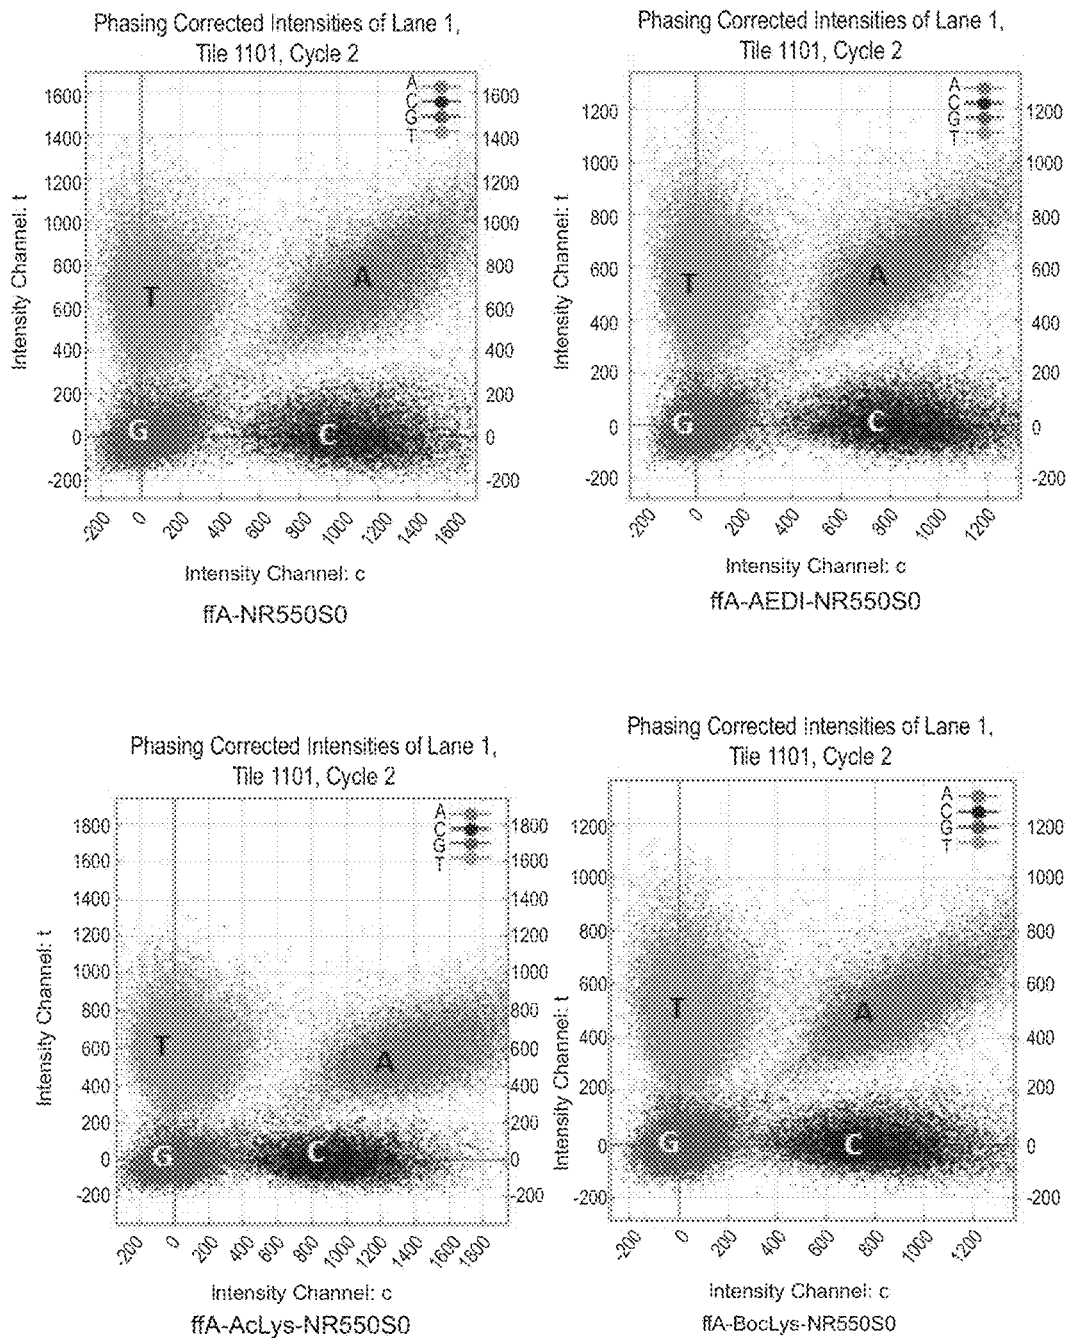 Phasing Corrected Intensities of Lane 1,
Tile 1101, Cycle 2
A
C
G
T
1600 1600
1400 1400
1200 1200
1000 1000
800 800
600 600
400 400
200 200
0 0
-200 -200
T
A
G
C
Intensity Channel: t
-200 0 200 400 600 800 1000 1200 1400 1600
Intensity Channel: c
ffA-NR550S0
Phasing Corrected Intensities of Lane 1,
Tile 1101, Cycle 2
A
C
G
T
1200 1200
1000 1000
800 800
600 600
400 400
200 200
0 0
-200 -200
T
A
G
C
Intensity Channel: t
-200 0 200 400 600 800 1000 1200
Intensity Channel: c
ffA-AEDI-NR550S0
Phasing Corrected Intensities of Lane 1,
Tile 1101, Cycle 2
A
C
G
T
1800 1800
1600 1600
1400 1400
1200 1200
1000 1000
800 800
600 600
400 400
200 200
0 0
-200 -200
T
A
G
C
Intensity Channel: t
-200 0 200 400 600 800 1000 1200 1400 1600 1800
Intensity Channel: c
ffA-AcLys-NR550S0
Phasing Corrected Intensities of Lane 1,
Tile 1101, Cycle 2
A
C
G
T
1200 1200
1000 1000
800 800
600 600
400 400
200 200
0 0
-200 -200
T
A
G
C
Intensity Channel: t
-200 0 200 400 600 800 1000 1200
Intensity Channel: c
ffA-BocLys-NR550S0